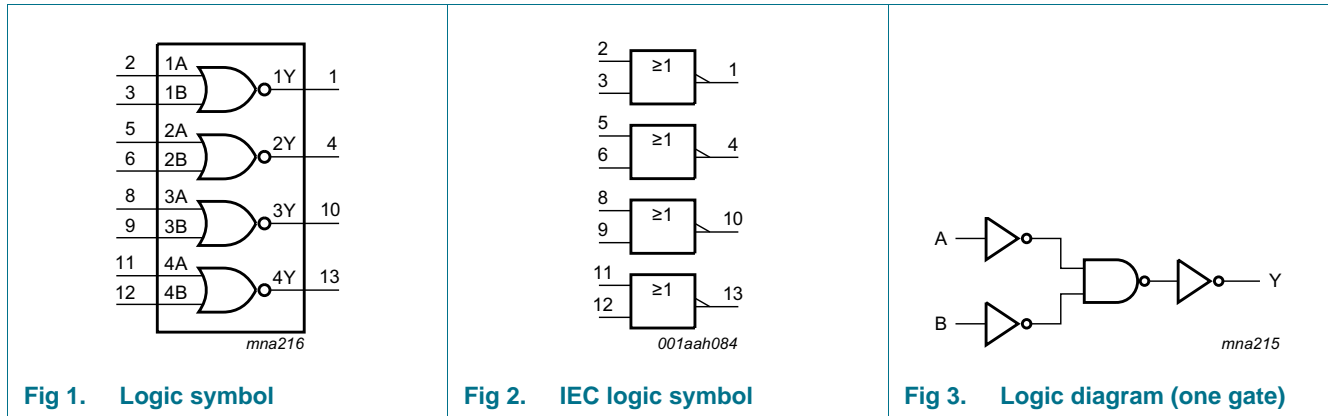 2 1A 1Y 1
3 1B
5 2A 2Y 4
6 2B
8 3A 3Y 10
9 3B
11 4A 4Y 13
12 4B
mna216
Fig 1. Logic symbol
2 ≥1 1
3
5 ≥1 4
6
8 ≥1 10
9
11 ≥1 13
12
001aah084
Fig 2. IEC logic symbol
A
Y
B
mna215
Fig 3. Logic diagram (one gate)